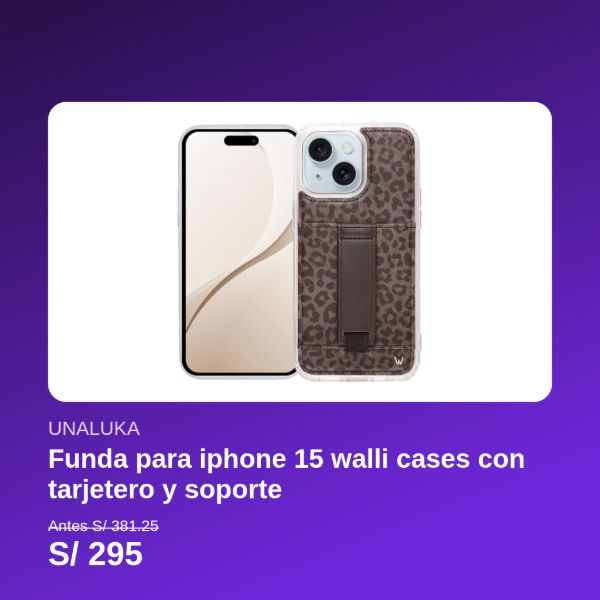 W
UNALUKA
Funda para iphone 15 walli cases con
tarjetero y soporte
Antes S/ 381.25
S/ 295